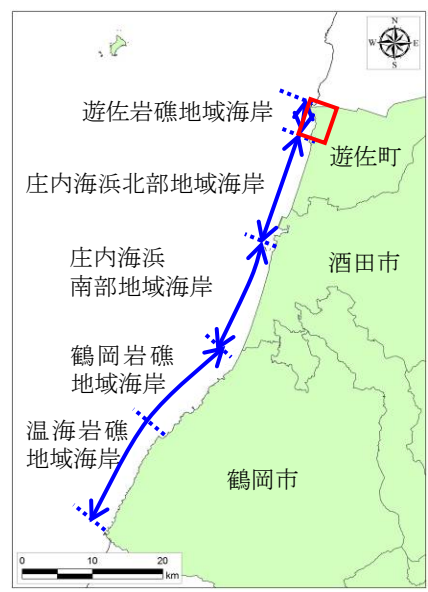 N
W E
S
遊佐岩礁地域海岸
遊佐町
庄内海浜北部地域海岸
庄内海浜
南部地域海岸
酒田市
鶴岡岩礁
地域海岸
温海岩礁
地域海岸
鶴岡市
0 10 20
km